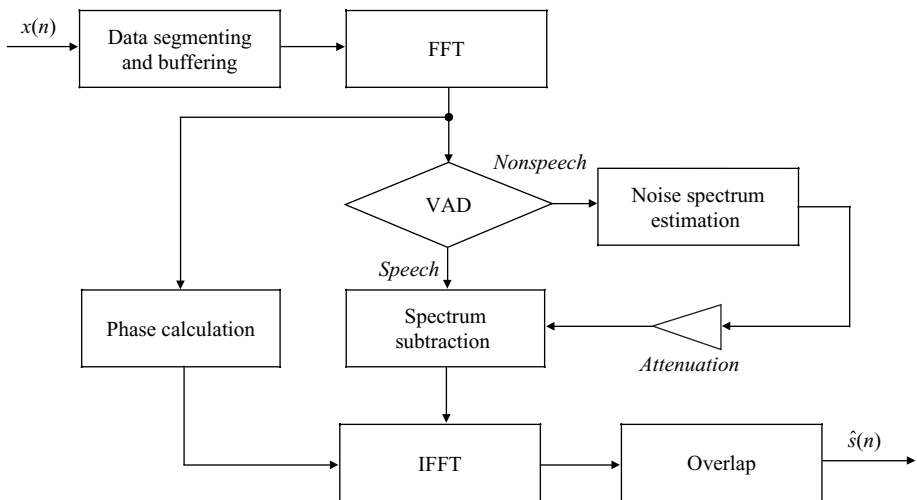 x(n)
Data segmenting
and buffering
FFT
Nonspeech
VAD
Noise spectrum
estimation
Speech
Phase calculation
Spectrum
subtraction
Attenuation
IFFT
Overlap
ŝ(n)